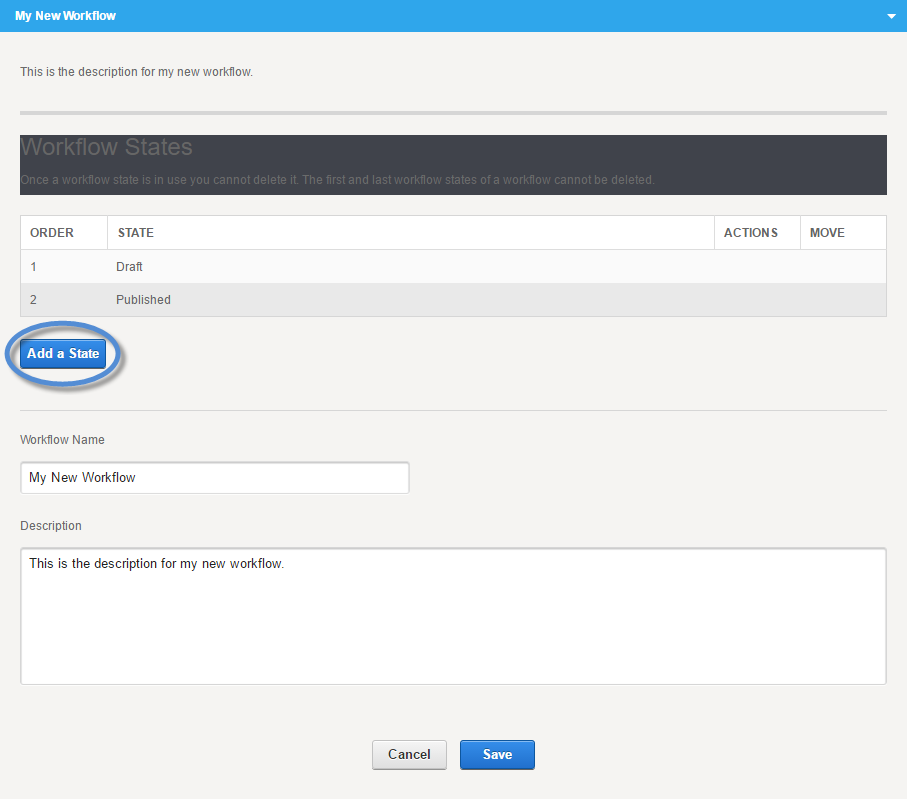 My New Workflow
This is the description for my new workflow.
Workflow States
Once a workflow state is in use you cannot delete it. The first and last workflow states of a workflow cannot be deleted.
ORDER STATE ACTIONS MOVE
1 Draft
2 Published
Add a State
Workflow Name
My New Workflow
Description
This is the description for my new workflow.
Cancel Save